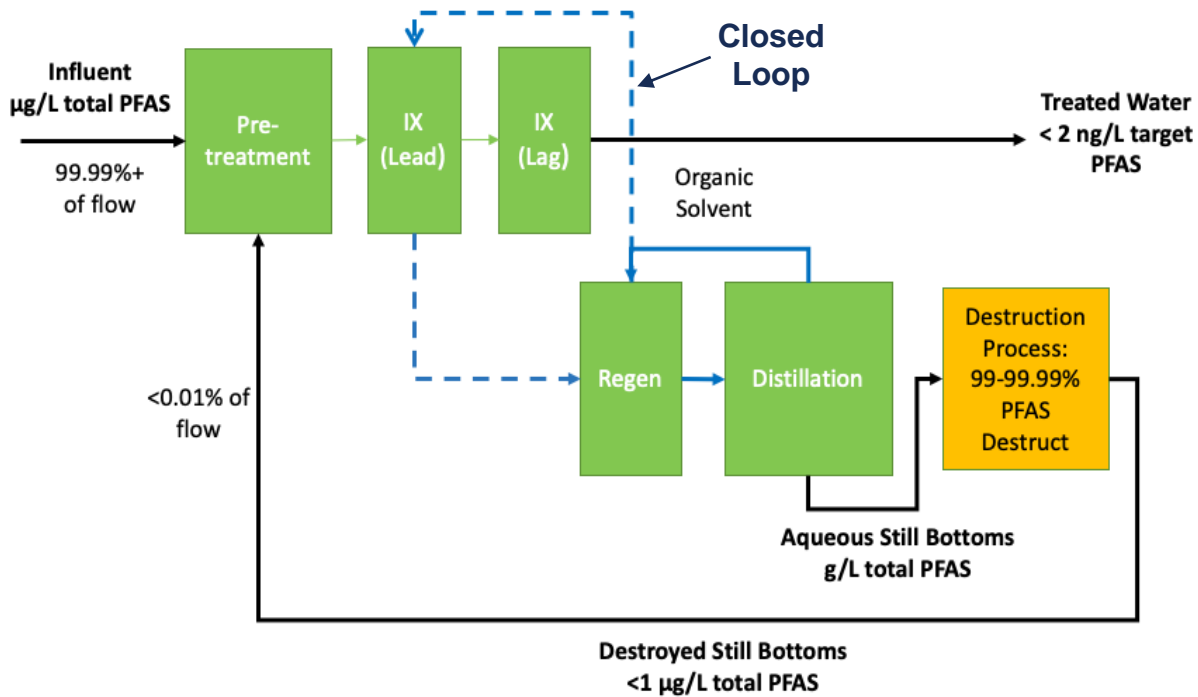 Closed
Loop
Influent
µg/L total PFAS
99.99%+
of flow
Pre-
treatment
IX
(Lead)
IX
(Lag)
Treated Water
< 2 ng/L target
PFAS
Organic
Solvent
<0.01% of
flow
Regen
Distillation
Destruction
Process:
99-99.99%
PFAS
Destruct
Aqueous Still Bottoms
g/L total PFAS
Destroyed Still Bottoms
<1 µg/L total PFAS